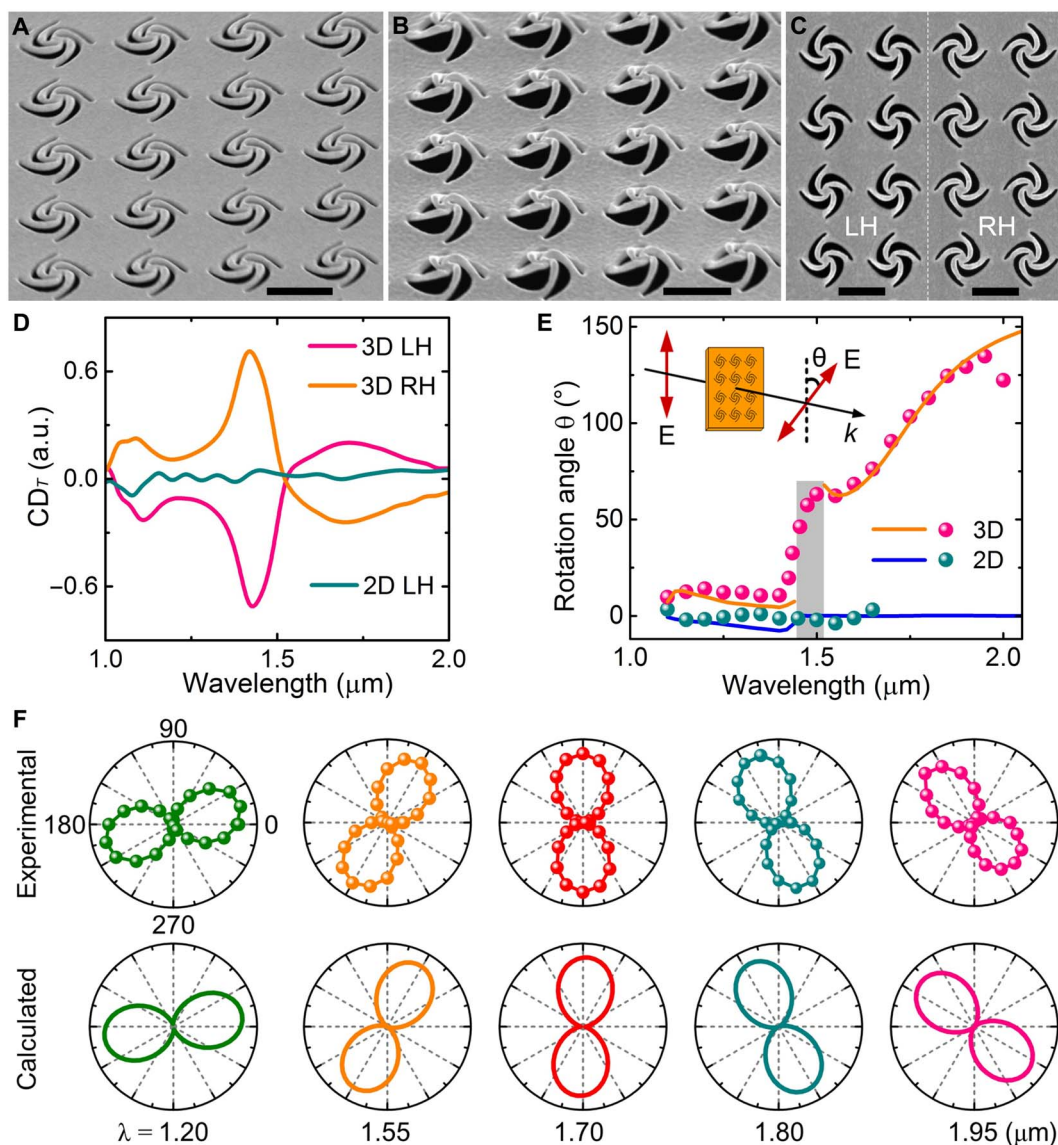 A
B
C
LH
RH
D
3D LH
3D RH
2D LH
0.6
0.0
−0.6
CD_T (a.u.)
1.0
1.5
2.0
Wavelength (μm)
E
150
100
50
0
Rotation angle θ (°)
E
θ
E
k
3D
2D
1.0
1.5
2.0
Wavelength (μm)
F
Experimental
90
180
0
270
Calculated
λ = 1.20
1.55
1.70
1.80
1.95 (μm)